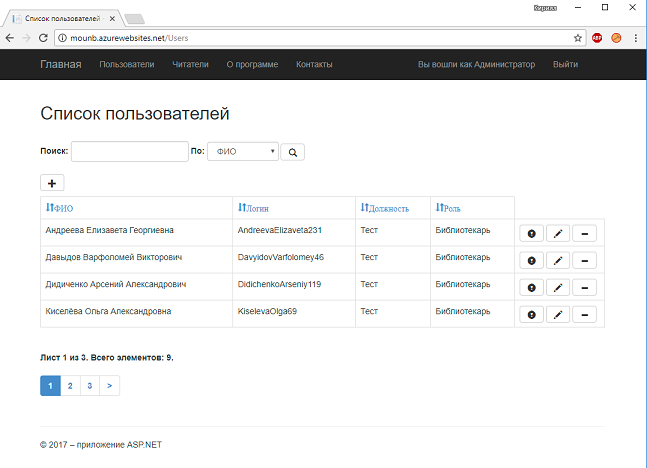 Кирилл
Список пользователей
mounb.azurewebsites.net/Users
ABP
Главная Пользователи Читатели О программе Контакты Вы вошли как Администратор Выйти
Список пользователей
Поиск: По: ФИО
ФИО Логин Должность Роль
Андреева Елизавета Георгиевна AndreevaElizaveta231 Тест Библиотекарь
Давыдов Варфоломей Викторович DavyidovVarfolomey46 Тест Библиотекарь
Дидиченко Арсений Александрович DidichenkoArseniy119 Тест Библиотекарь
Киселёва Ольга Александровна KiselevaOlga69 Тест Библиотекарь
Лист 1 из 3. Всего элементов: 9.
1 2 3 >
© 2017 – приложение ASP.NET